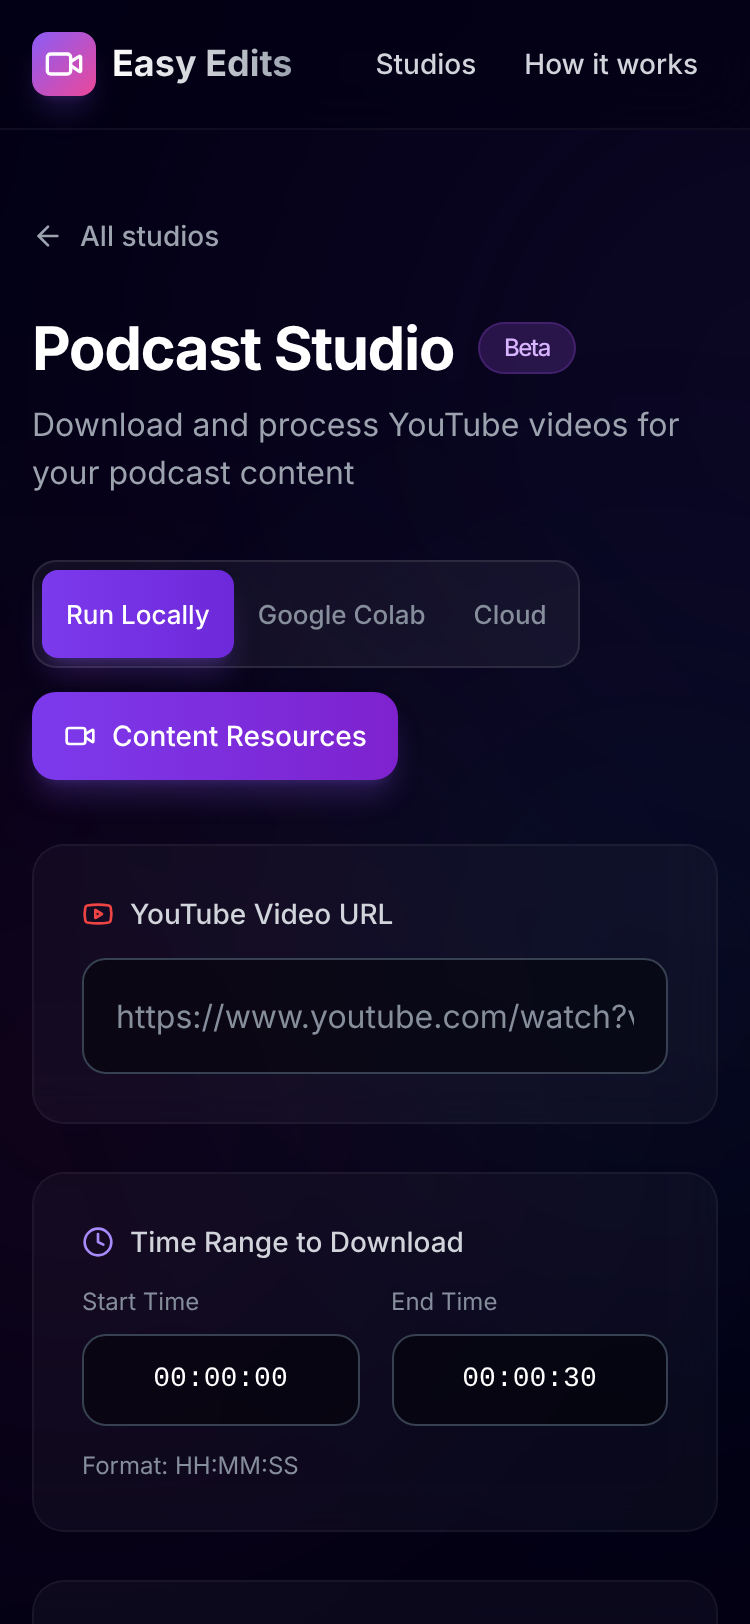 Easy Edits
Studios
How it works
All studios
Podcast Studio
Beta
Download and process YouTube videos for
your podcast content
Run Locally
Google Colab
Cloud
Content Resources
YouTube Video URL
https://www.youtube.com/watch?v
Time Range to Download
Start Time
End Time
00:00:00
00:00:30
Format: HH:MM:SS